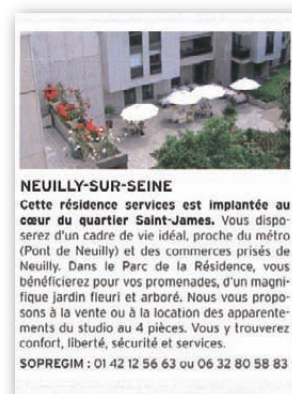 NEUILLY-SUR-SEINE
Cette résidence services est implantée au
cœur du quartier Saint-James. Vous dispo-
serez d'un cadre de vie idéal, proche du métro
(Pont de Neuilly) et des commerces prisés de
Neuilly. Dans le Parc de la Résidence, vous
bénéficierez pour vos promenades, d'un magni-
fique jardin fleuri et arboré. Nous vous propo-
sons à la vente ou à la location des apparente-
ments du studio au 4 pièces. Vous y trouverez
confort, liberté, sécurité et services.
SOPREGIM : 01 42 12 56 63 ou 06 32 80 58 83